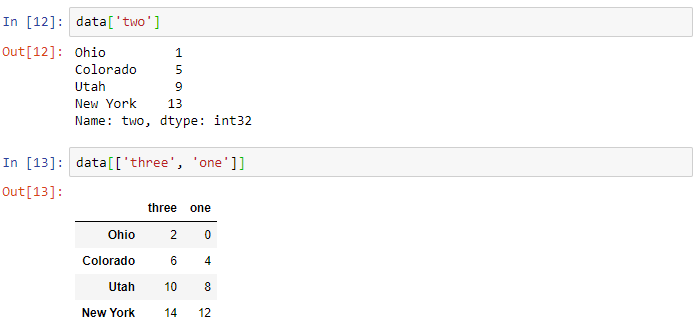 In [12]: data['two']
Out[12]: Ohio 1
Colorado 5
Utah 9
New York 13
Name: two, dtype: int32
In [13]: data[['three', 'one']]
Out[13]:
three one
Ohio 2 0
Colorado 6 4
Utah 10 8
New York 14 12